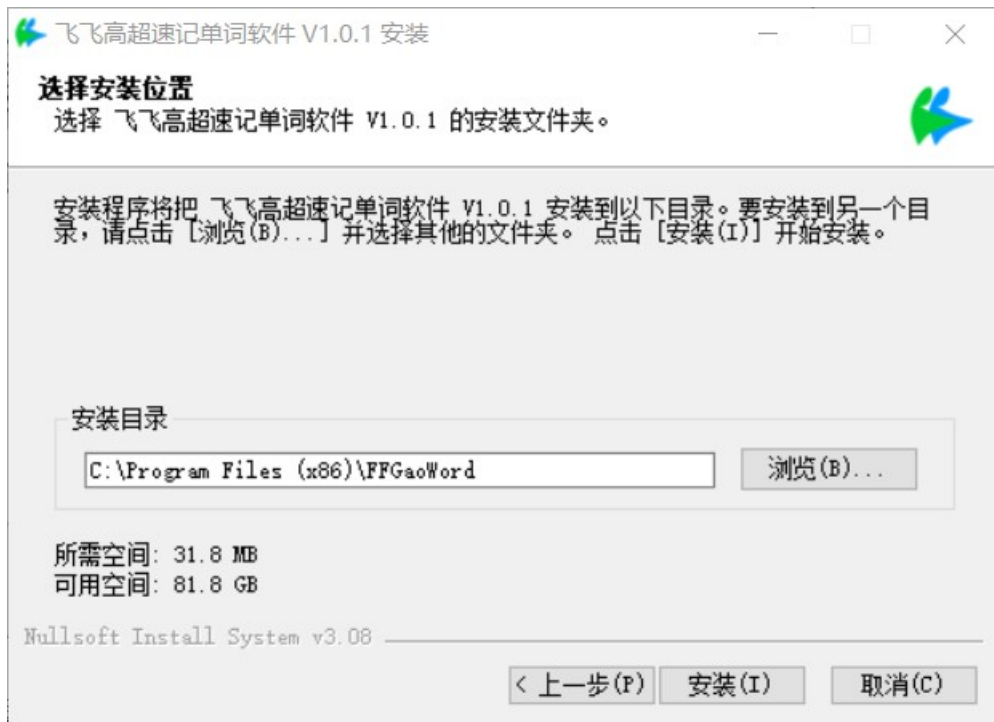 飞飞高超速记单词软件 V1.0.1 安装
选择安装位置
选择 飞飞高超速记单词软件 V1.0.1 的安装文件夹。
安装程序将把 飞飞高超速记单词软件 V1.0.1 安装到以下目录。要安装到另一个目
录，请点击 [浏览(B)...] 并选择其他的文件夹。 点击 [安装(I)] 开始安装。
安装目录
C:\Program Files (x86)\FFGaoWord
浏览(B)...
所需空间: 31.8 MB
可用空间: 81.8 GB
Nullsoft Install System v3.08
< 上一步(P) 安装(I) 取消(C)